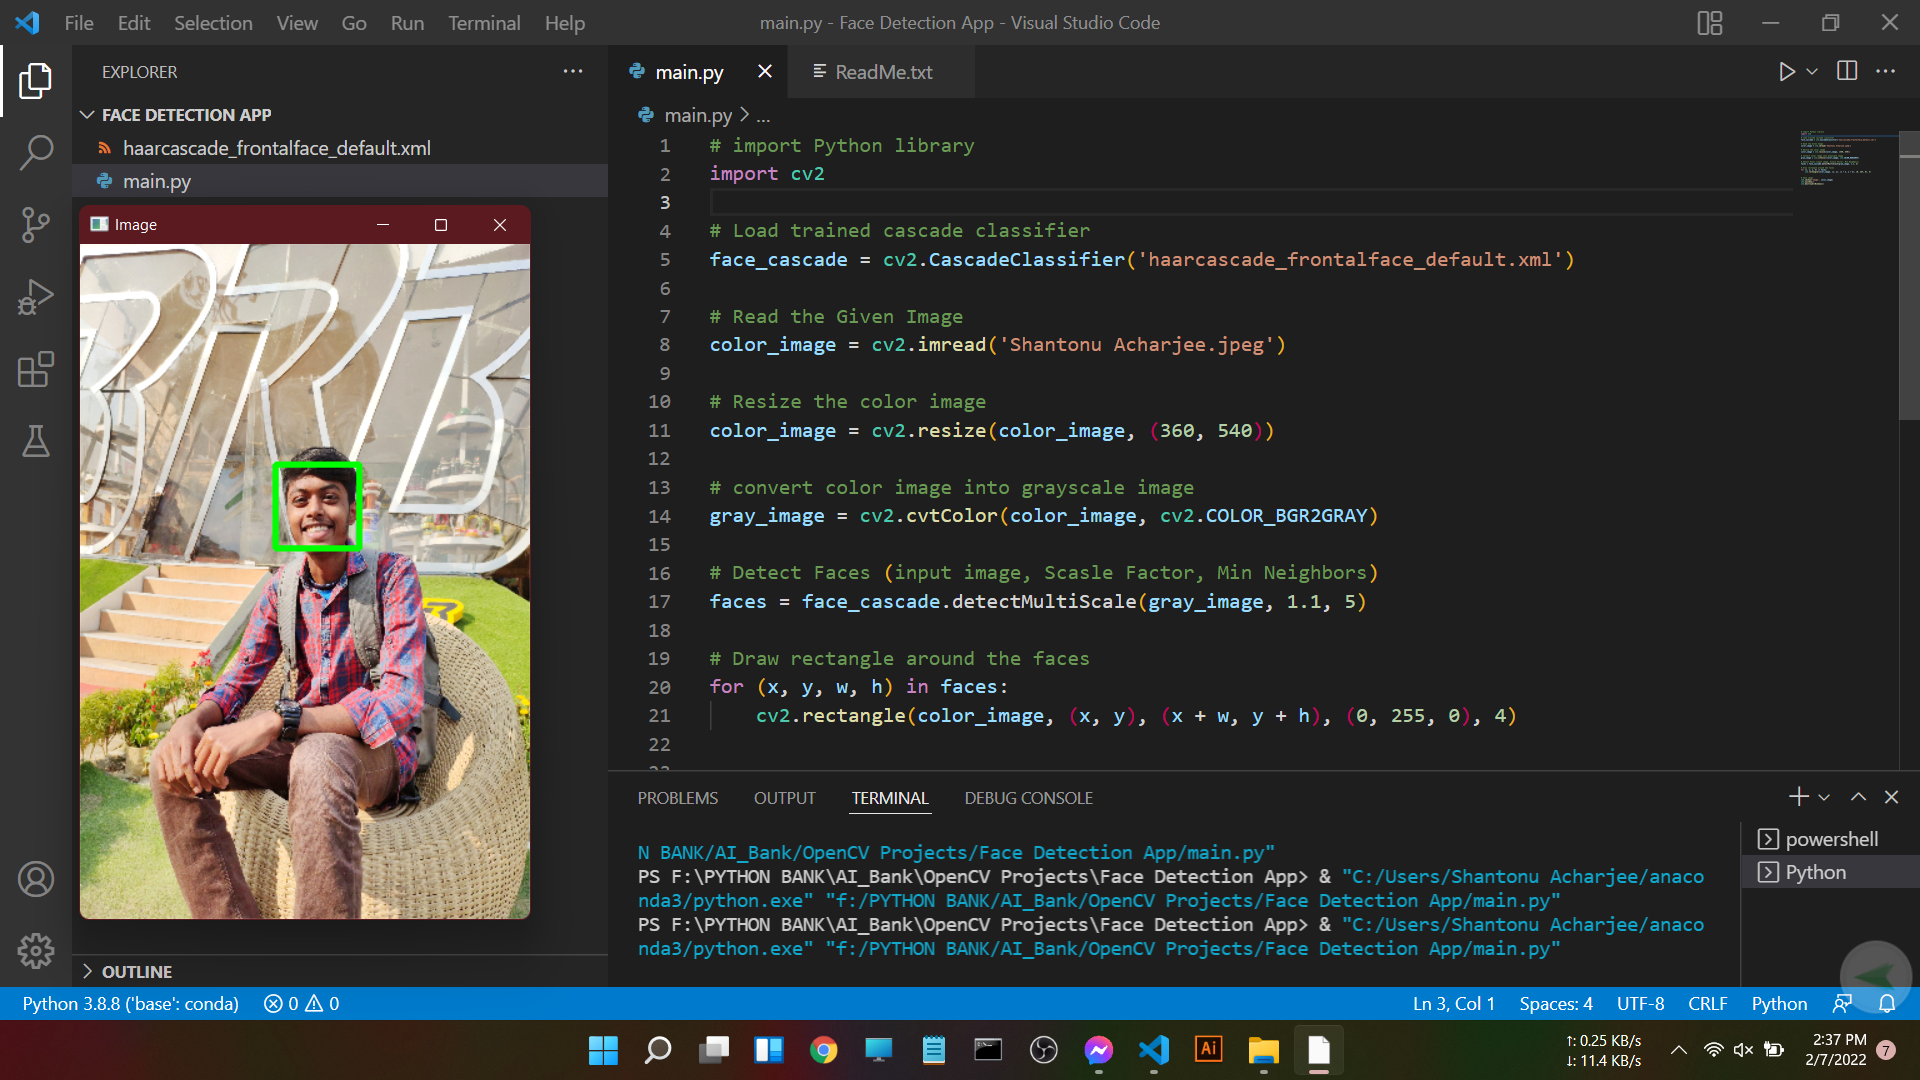 File Edit Selection View Go Run Terminal Help
main.py - Face Detection App - Visual Studio Code
EXPLORER
FACE DETECTION APP
haarcascade_frontalface_default.xml
main.py
Image
BRB
main.py
ReadMe.txt
main.py > ...
1 # import Python library
2 import cv2
3
4 # Load trained cascade classifier
5 face_cascade = cv2.CascadeClassifier('haarcascade_frontalface_default.xml')
6
7 # Read the Given Image
8 color_image = cv2.imread('Shantonu Acharjee.jpeg')
9
10 # Resize the color image
11 color_image = cv2.resize(color_image, (360, 540))
12
13 # convert color image into grayscale image
14 gray_image = cv2.cvtColor(color_image, cv2.COLOR_BGR2GRAY)
15
16 # Detect Faces (input image, Scasle Factor, Min Neighbors)
17 faces = face_cascade.detectMultiScale(gray_image, 1.1, 5)
18
19 # Draw rectangle around the faces
20 for (x, y, w, h) in faces:
21     cv2.rectangle(color_image, (x, y), (x + w, y + h), (0, 255, 0), 4)
22
PROBLEMS OUTPUT TERMINAL DEBUG CONSOLE
N BANK/AI_Bank/OpenCV Projects/Face Detection App/main.py"
PS F:\PYTHON BANK\AI_Bank\OpenCV Projects\Face Detection App> & "C:/Users/Shantonu Acharjee/anaco
nda3/python.exe" "f:/PYTHON BANK/AI_Bank/OpenCV Projects/Face Detection App/main.py"
PS F:\PYTHON BANK\AI_Bank\OpenCV Projects\Face Detection App> & "C:/Users/Shantonu Acharjee/anaco
nda3/python.exe" "f:/PYTHON BANK/AI_Bank/OpenCV Projects/Face Detection App/main.py"
powershell
Python
OUTLINE
Python 3.8.8 ('base': conda) 0 0
Ln 3, Col 1 Spaces: 4 UTF-8 CRLF Python
Ai
↑: 0.25 KB/s
↓: 11.4 KB/s
2:37 PM
2/7/2022
7